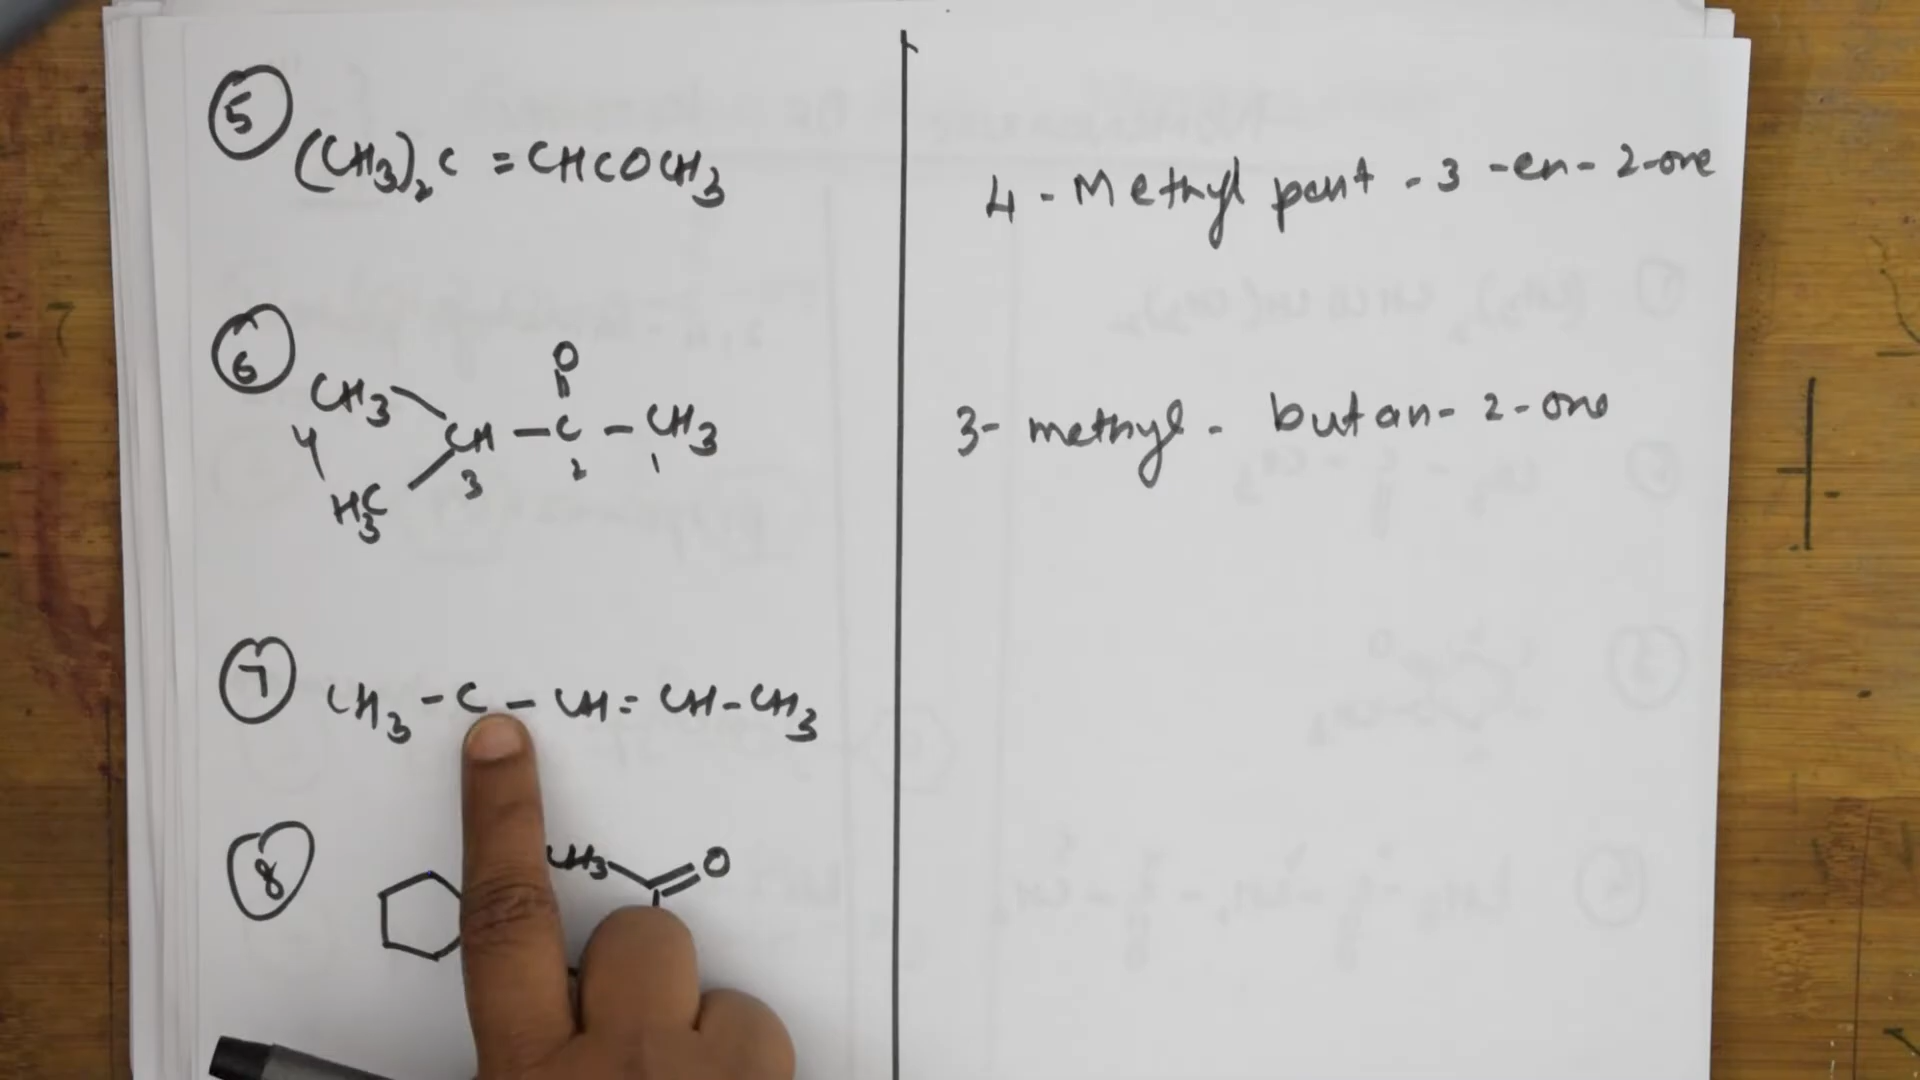 5
(CH3)2C = CHCOCH3
4 - Methyl pent - 3 - en - 2 - one
6
O
CH3
CH - C - CH3
4
3 2 1
H3C
3 - methyl - butan - 2 - one
7
CH3 - C - CH = CH - CH3
8
CH3 O